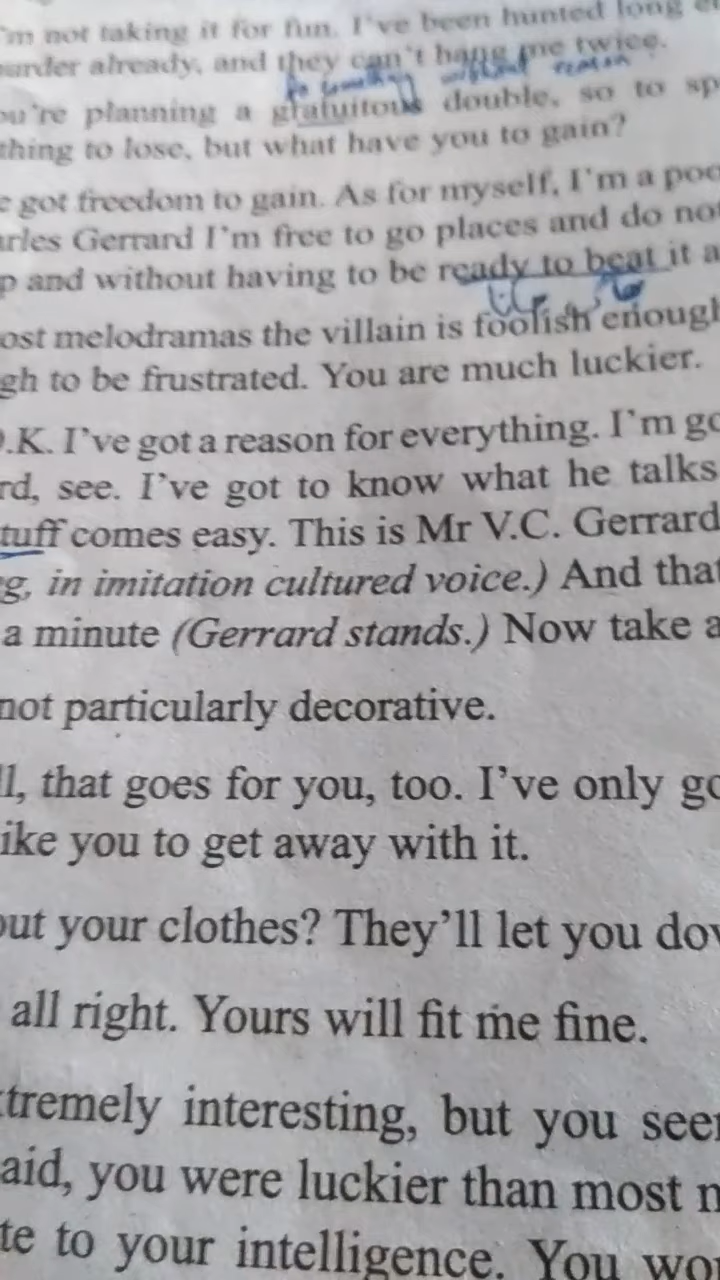 I'm not taking it for fun. I've been hunted long
murder already, and they can't hang me twice.
to something without reason
ou're planning a gratuitous double, so to sp
thing to lose, but what have you to gain?
e got freedom to gain. As for myself, I'm a poo
arles Gerrard I'm free to go places and do no
p and without having to be ready to beat it a
ost melodramas the villain is foolish enough
gh to be frustrated. You are much luckier.
O.K. I've got a reason for everything. I'm go
rd, see. I've got to know what he talks
tuff comes easy. This is Mr V.C. Gerrard
g, in imitation cultured voice.) And that
a minute (Gerrard stands.) Now take a
not particularly decorative.
ll, that goes for you, too. I've only go
ike you to get away with it.
out your clothes? They'll let you dow
all right. Yours will fit me fine.
tremely interesting, but you seem
aid, you were luckier than most m
te to your intelligence. You wo